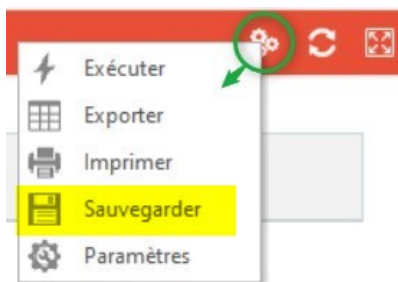 Exécuter
Exporter
Imprimer
Sauvegarder
Paramètres